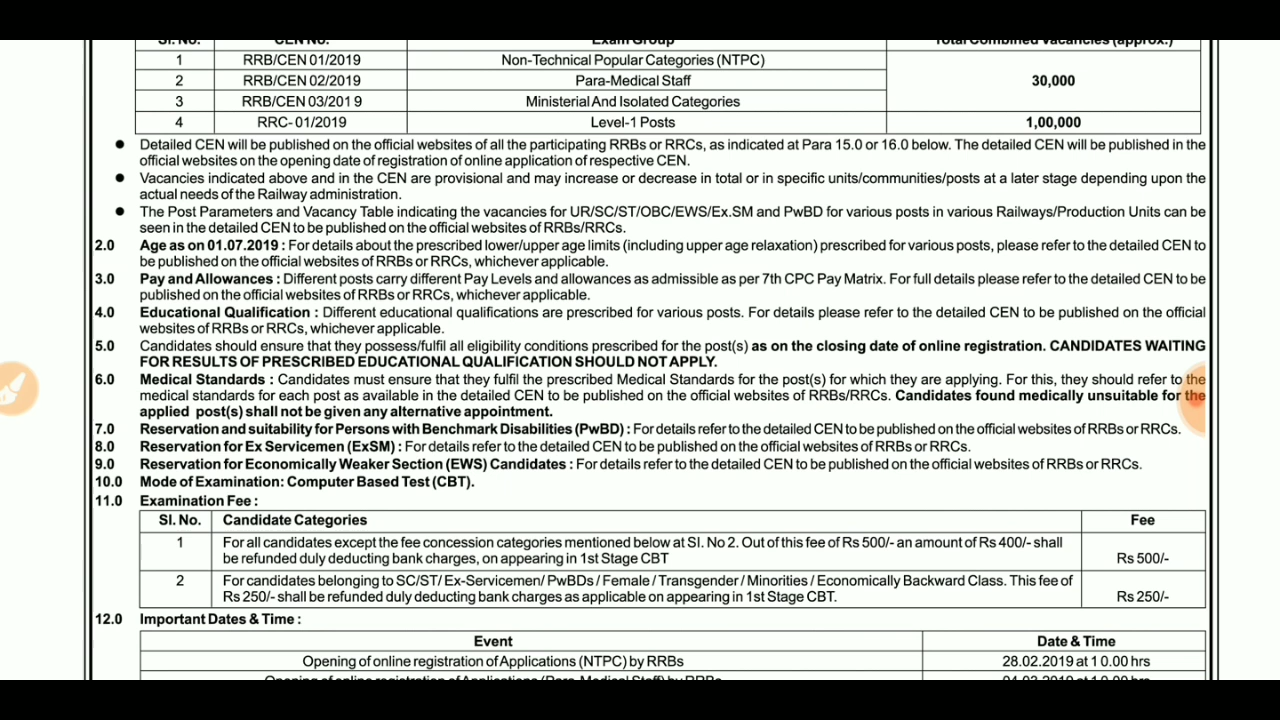 Sl. No. CEN No. Exam Group Total Combined Vacancies (approx.)
1 RRB/CEN 01/2019 Non-Technical Popular Categories (NTPC)
2 RRB/CEN 02/2019 Para-Medical Staff 30,000
3 RRB/CEN 03/201 9 Ministerial And Isolated Categories
4 RRC- 01/2019 Level-1 Posts 1,00,000
● Detailed CEN will be published on the official websites of all the participating RRBs or RRCs, as indicated at Para 15.0 or 16.0 below. The detailed CEN will be published in the
official websites on the opening date of registration of online application of respective CEN.
● Vacancies indicated above and in the CEN are provisional and may increase or decrease in total or in specific units/communities/posts at a later stage depending upon the
actual needs of the Railway administration.
● The Post Parameters and Vacancy Table indicating the vacancies for UR/SC/ST/OBC/EWS/Ex.SM and PwBD for various posts in various Railways/Production Units can be
seen in the detailed CEN to be published on the official websites of RRBs/RRCs.
2.0 Age as on 01.07.2019 : For details about the prescribed lower/upper age limits (including upper age relaxation) prescribed for various posts, please refer to the detailed CEN to
be published on the official websites of RRBs or RRCs, whichever applicable.
3.0 Pay and Allowances : Different posts carry different Pay Levels and allowances as admissible as per 7th CPC Pay Matrix. For full details please refer to the detailed CEN to be
published on the official websites of RRBs or RRCs, whichever applicable.
4.0 Educational Qualification : Different educational qualifications are prescribed for various posts. For details please refer to the detailed CEN to be published on the official
websites of RRBs or RRCs, whichever applicable.
5.0 Candidates should ensure that they possess/fulfil all eligibility conditions prescribed for the post(s) as on the closing date of online registration. CANDIDATES WAITING
FOR RESULTS OF PRESCRIBED EDUCATIONAL QUALIFICATION SHOULD NOT APPLY.
6.0 Medical Standards : Candidates must ensure that they fulfil the prescribed Medical Standards for the post(s) for which they are applying. For this, they should refer to the
medical standards for each post as available in the detailed CEN to be published on the official websites of RRBs/RRCs. Candidates found medically unsuitable for the
applied post(s) shall not be given any alternative appointment.
7.0 Reservation and suitability for Persons with Benchmark Disabilities (PwBD) : For details refer to the detailed CEN to be published on the official websites of RRBs or RRCs.
8.0 Reservation for Ex Servicemen (ExSM) : For details refer to the detailed CEN to be published on the official websites of RRBs or RRCs.
9.0 Reservation for Economically Weaker Section (EWS) Candidates : For details refer to the detailed CEN to be published on the official websites of RRBs or RRCs.
10.0 Mode of Examination: Computer Based Test (CBT).
11.0 Examination Fee :
Sl. No. Candidate Categories Fee
1 For all candidates except the fee concession categories mentioned below at Sl. No 2. Out of this fee of Rs 500/- an amount of Rs 400/- shall
be refunded duly deducting bank charges, on appearing in 1st Stage CBT Rs 500/-
2 For candidates belonging to SC/ST/ Ex-Servicemen/ PwBDs / Female / Transgender / Minorities / Economically Backward Class. This fee of
Rs 250/- shall be refunded duly deducting bank charges as applicable on appearing in 1st Stage CBT. Rs 250/-
12.0 Important Dates & Time :
Event Date & Time
Opening of online registration of Applications (NTPC) by RRBs 28.02.2019 at 10.00 hrs
Opening of online registration of Applications (Para-Medical Staff) by RRBs 04.03.2019 at 10.00 hrs